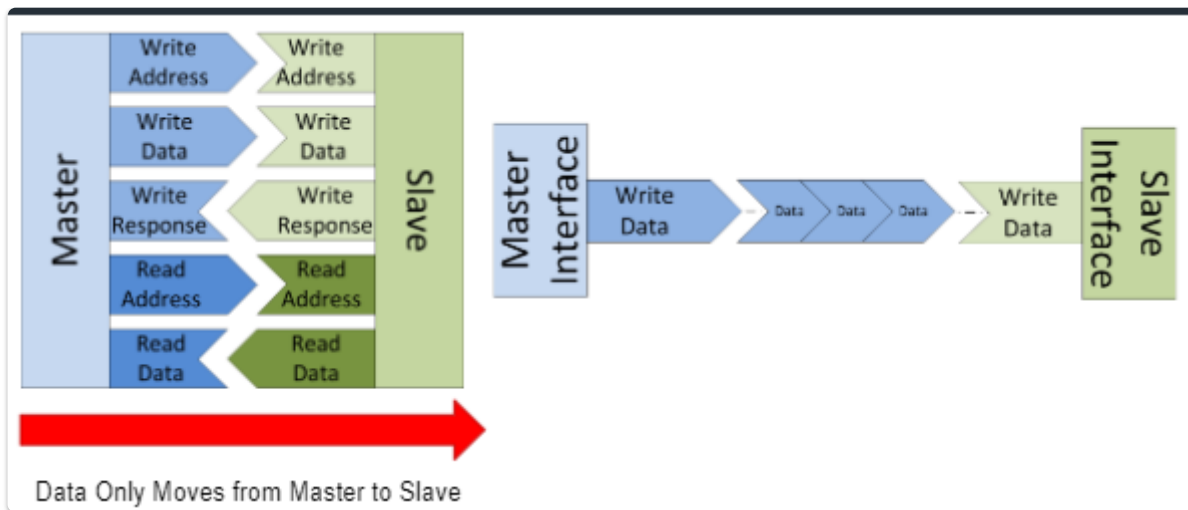 Master
Write
Address
Write
Address
Write
Data
Write
Data
Write
Response
Write
Response
Read
Address
Read
Address
Read
Data
Read
Data
Slave
Data Only Moves from Master to Slave
Master
Interface
Write
Data
Data
Data
Data
Write
Data
Slave
Interface